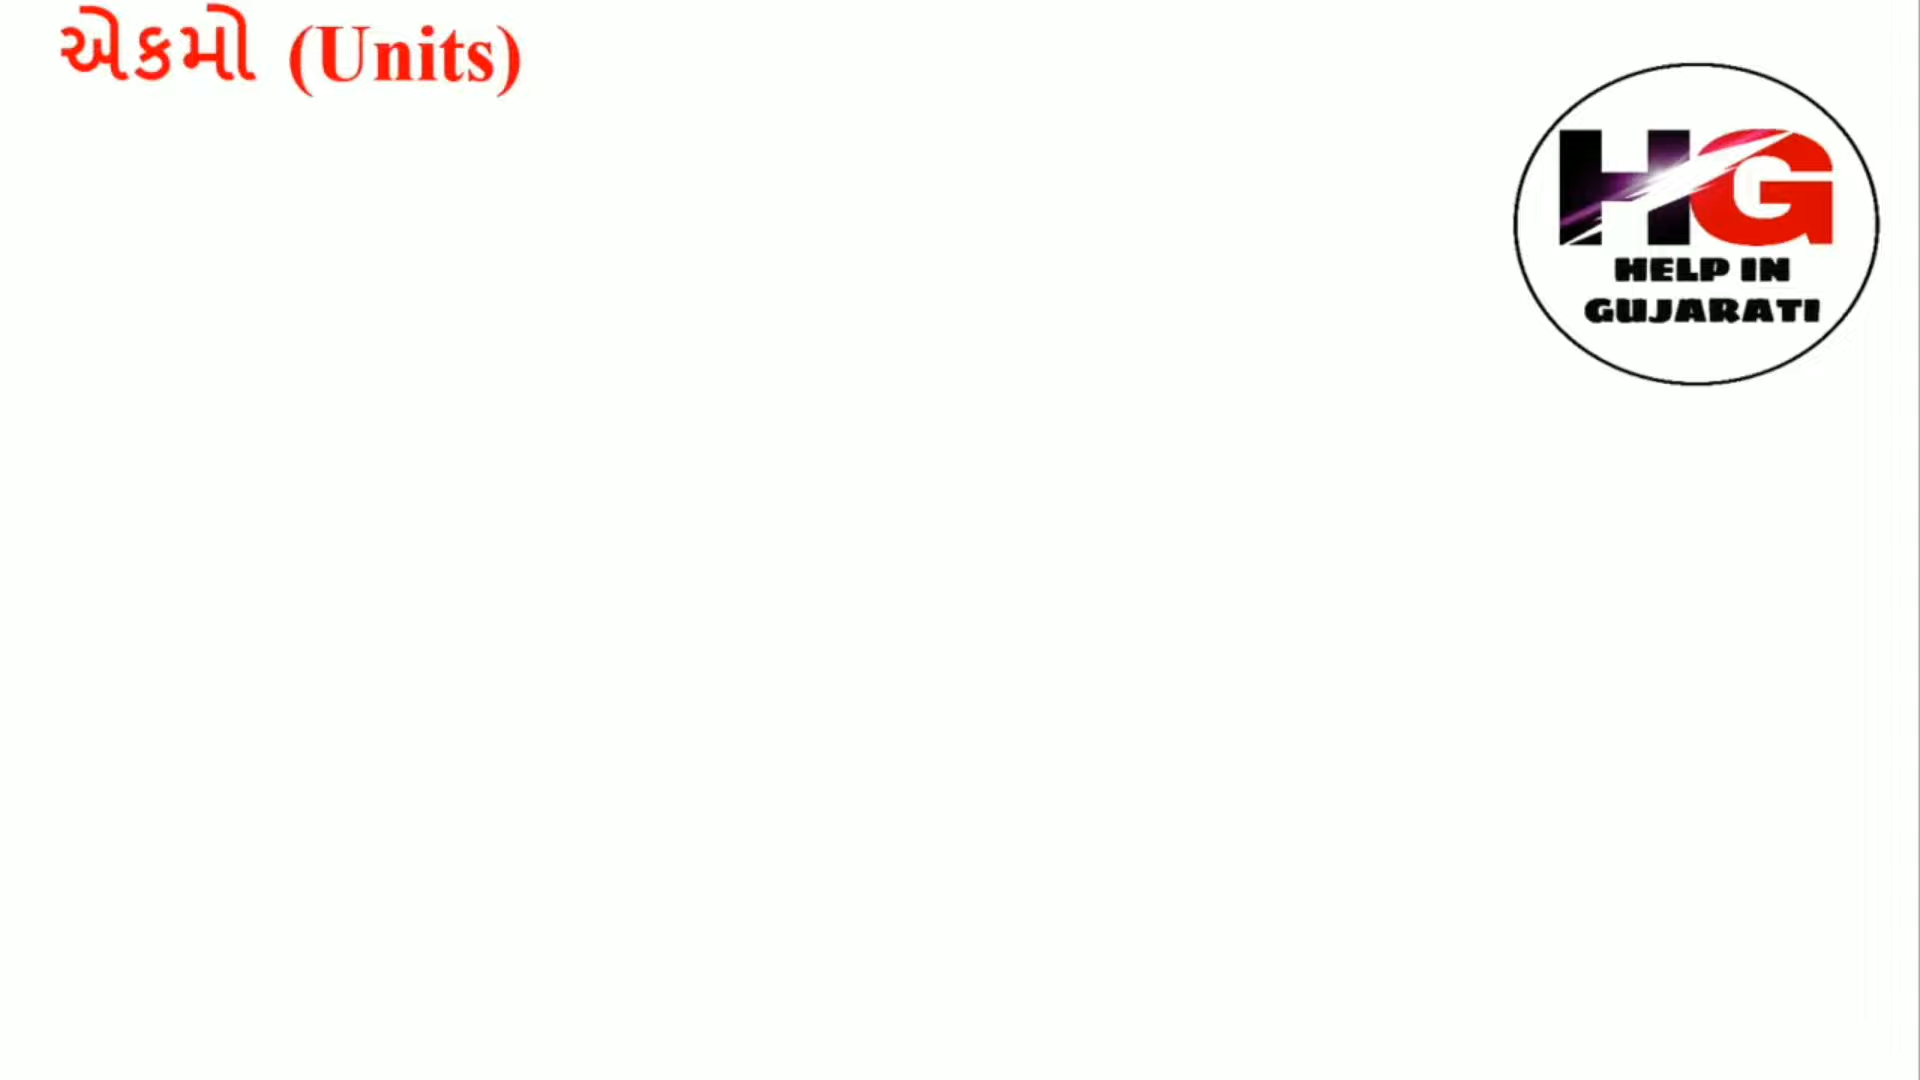 એકમો (Units)
HG
HELP IN
GUJARATI